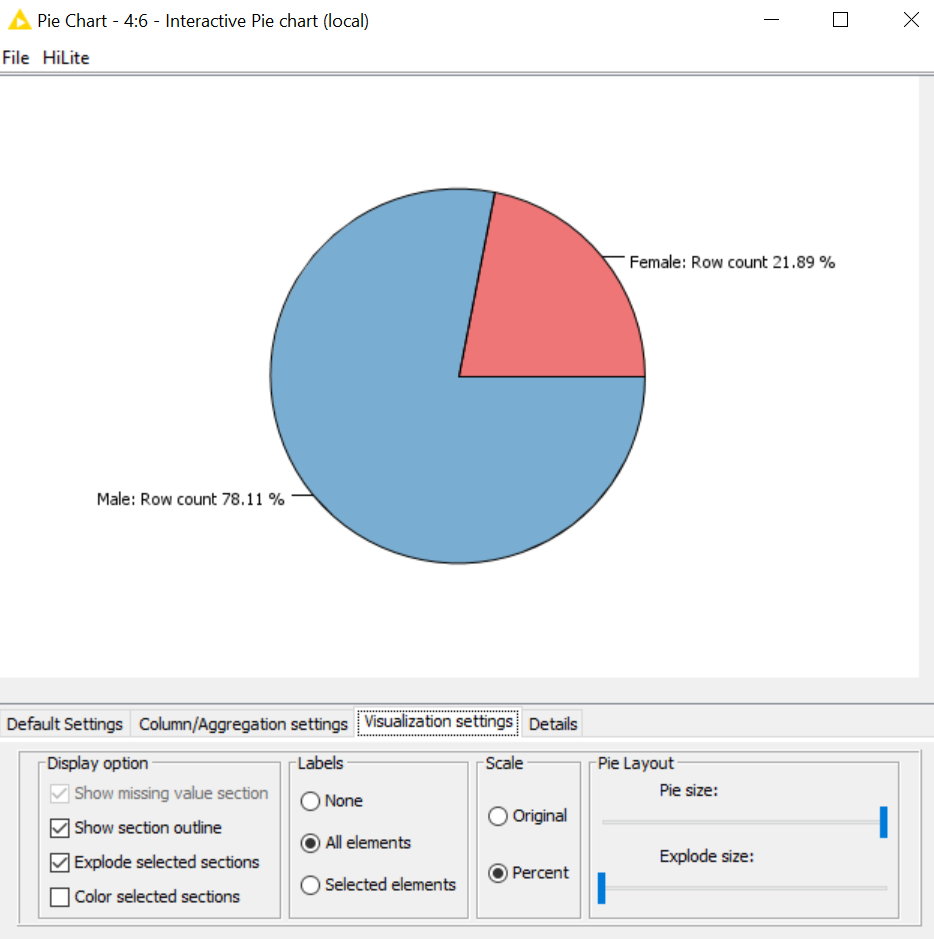 Pie Chart - 4:6 - Interactive Pie chart (local)
File HiLite
Female: Row count 21.89 %
Male: Row count 78.11 %
Default Settings Column/Aggregation settings Visualization settings Details
Display option
Show missing value section
Show section outline
Explode selected sections
Color selected sections
Labels
None
All elements
Selected elements
Scale
Original
Percent
Pie Layout
Pie size:
Explode size: